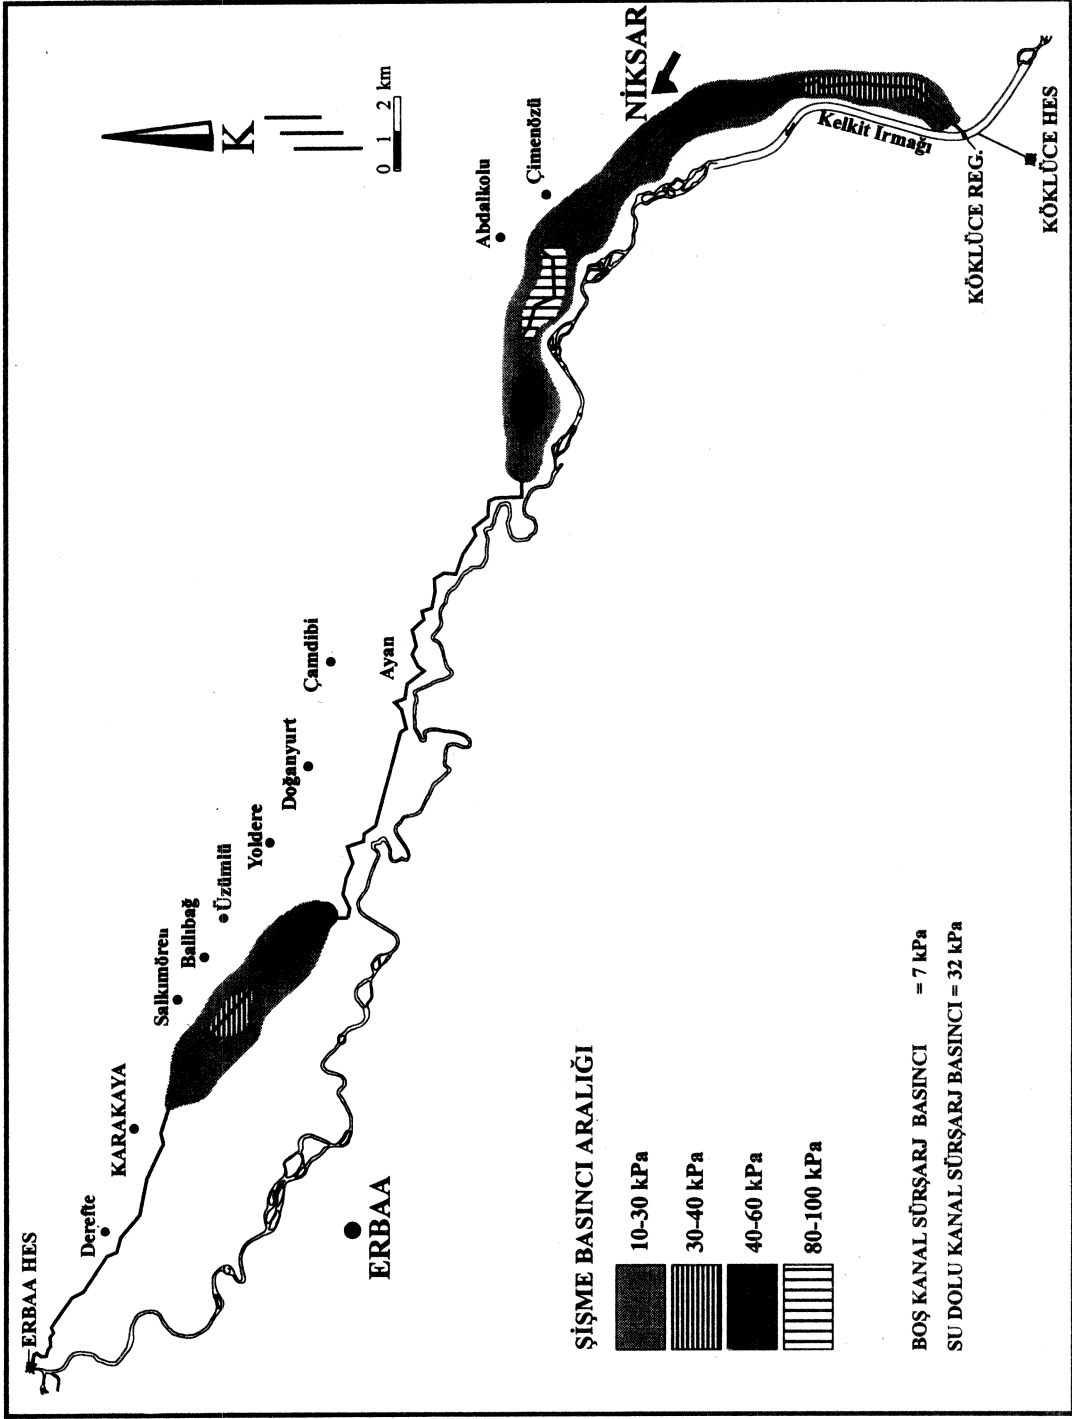 ERBAA HES
Derefte
KARAKAYA
Salkımören
Ballıbağ
Üzümlü
Yoldere
Doğanyurt
Çamdibi
Ayan
Abdalkolu
Çimenözü
K
0 1 2 km
NİKSAR
Kelkit Irmağı
KÖKLÜCE REG.
KÖKLÜCE HES
ERBAA
ŞİŞME BASINCI ARALIĞI
10-30 kPa
30-40 kPa
40-60 kPa
80-100 kPa
BOŞ KANAL SÜRŞARJ BASINCI = 7 kPa
SU DOLU KANAL SÜRŞARJ BASINCI = 32 kPa